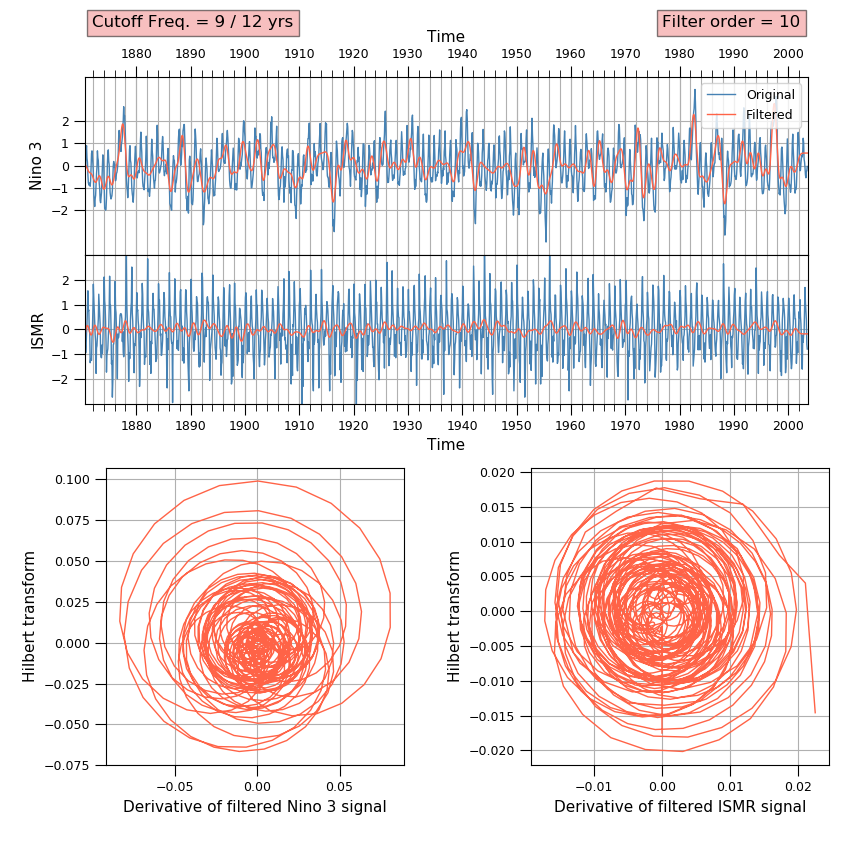 Cutoff Freq. = 9 / 12 yrs
Filter order = 10
Time
1880 1890 1900 1910 1920 1930 1940 1950 1960 1970 1980 1990 2000
Original
Filtered
Nino 3
2
1
0
−1
−2
ISMR
2
1
0
−1
−2
1880 1890 1900 1910 1920 1930 1940 1950 1960 1970 1980 1990 2000
Time
Hilbert transform
0.100
0.075
0.050
0.025
0.000
−0.025
−0.050
−0.075
−0.05 0.00 0.05
Derivative of filtered Nino 3 signal
Hilbert transform
0.020
0.015
0.010
0.005
0.000
−0.005
−0.010
−0.015
−0.020
−0.01 0.00 0.01 0.02
Derivative of filtered ISMR signal